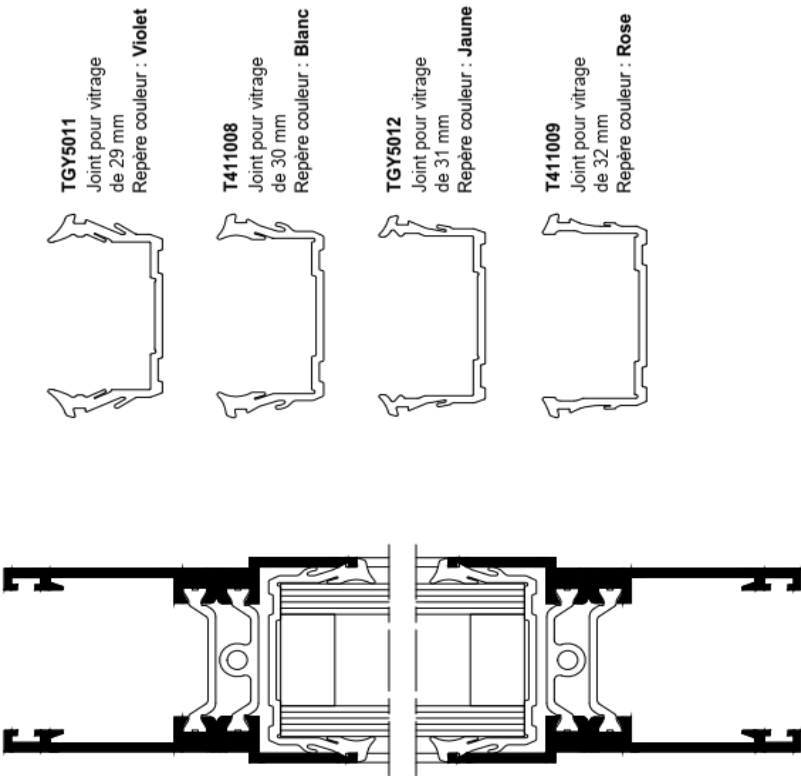 TGY5011
Joint pour vitrage
de 29 mm
Repère couleur : Violet
T411008
Joint pour vitrage
de 30 mm
Repère couleur : Blanc
TGY5012
Joint pour vitrage
de 31 mm
Repère couleur : Jaune
T411009
Joint pour vitrage
de 32 mm
Repère couleur : Rose